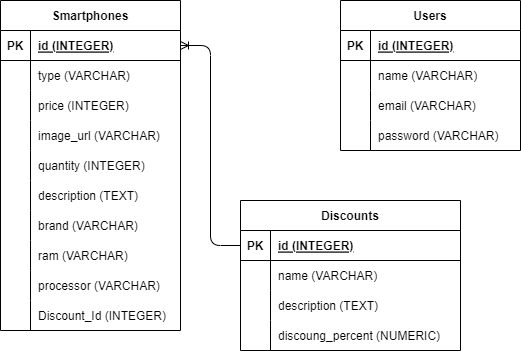 Smartphones
PK id (INTEGER)
type (VARCHAR)
price (INTEGER)
image_url (VARCHAR)
quantity (INTEGER)
description (TEXT)
brand (VARCHAR)
ram (VARCHAR)
processor (VARCHAR)
Discount_Id (INTEGER)
Users
PK id (INTEGER)
name (VARCHAR)
email (VARCHAR)
password (VARCHAR)
Discounts
PK id (INTEGER)
name (VARCHAR)
description (TEXT)
discoung_percent (NUMERIC)